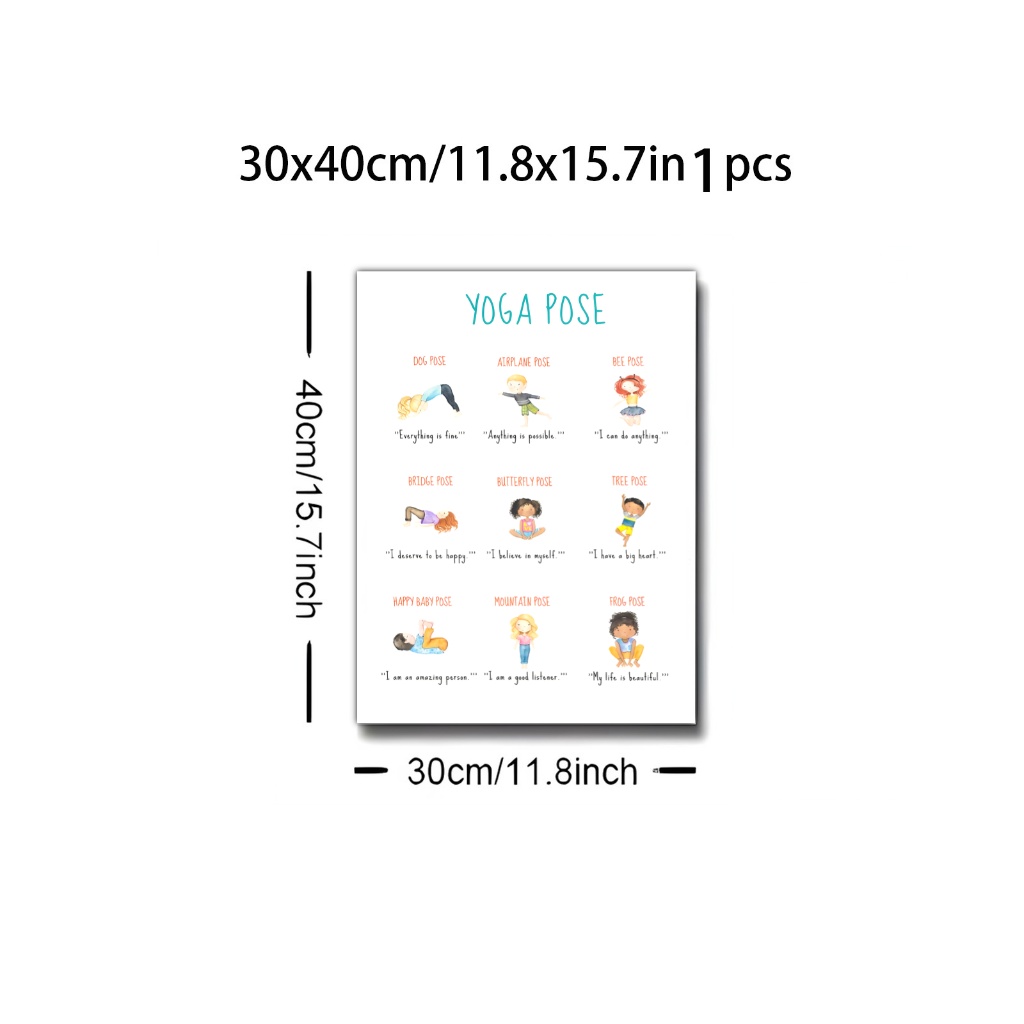 30x40cm/11.8x15.7in 1 pcs
YOGA POSE
DOG POSE AIRPLANE POSE BEE POSE
"Everything is fine" "Anything is possible." "I can do anything."
BRIDGE POSE BUTTERFLY POSE TREE POSE
"I deserve to be happy." "I believe in myself." "I have a big heart."
HAPPY BABY POSE MOUNTAIN POSE FROG POSE
"I am an amazing person." "I am a good listener." "My life is beautiful"
40cm/15.7inch
30cm/11.8inch